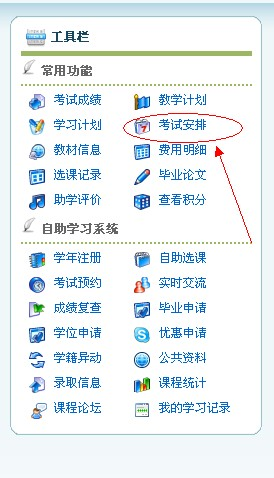 工具栏
常用功能
考试成绩 教学计划
学习计划 考试安排
教材信息 费用明细
选课记录 毕业论文
助学评价 查看积分
自助学习系统
学年注册 自助选课
考试预约 实时交流
成绩复查 毕业申请
学位申请 优惠申请
学籍异动 公共资料
录取信息 课程统计
课程论坛 我的学习记录